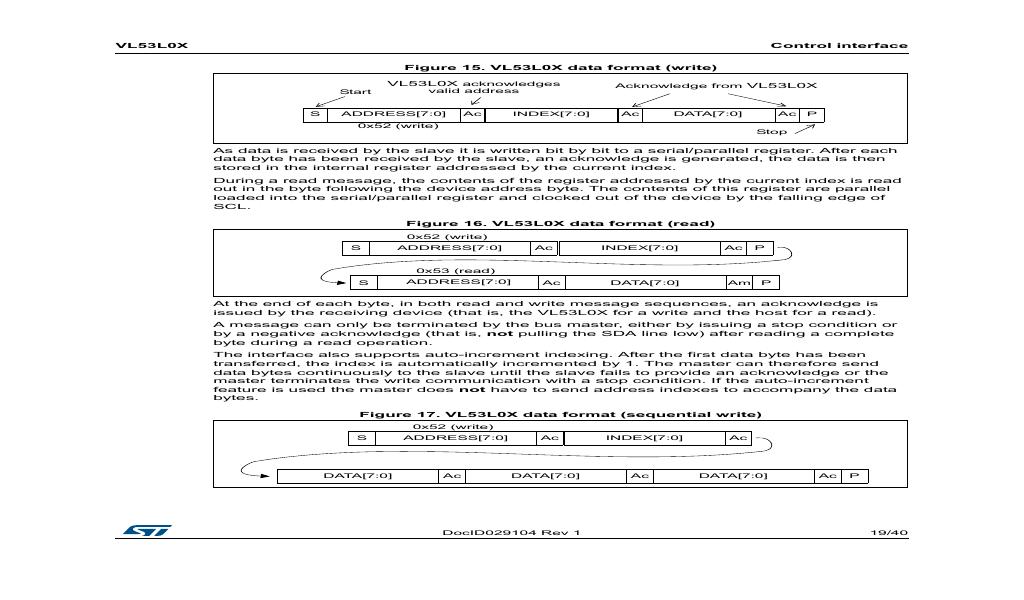 VL53L0X Control interface
Figure 15. VL53L0X data format (write)
VL53L0X acknowledges
valid address
Start
Acknowledge from VL53L0X
S ADDRESS[7:0] Ac INDEX[7:0] Ac DATA[7:0] Ac P
0x52 (write)
Stop
As data is received by the slave it is written bit by bit to a serial/parallel register. After each
data byte has been received by the slave, an acknowledge is generated, the data is then
stored in the internal register addressed by the current index.
During a read message, the contents of the register addressed by the current index is read
out in the byte following the device address byte. The contents of this register are parallel
loaded into the serial/parallel register and clocked out of the device by the falling edge of
SCL.
Figure 16. VL53L0X data format (read)
0x52 (write)
S ADDRESS[7:0] Ac INDEX[7:0] Ac P
0x53 (read)
S ADDRESS[7:0] Ac DATA[7:0] Am P
At the end of each byte, in both read and write message sequences, an acknowledge is
issued by the receiving device (that is, the VL53L0X for a write and the host for a read).
A message can only be terminated by the bus master, either by issuing a stop condition or
by a negative acknowledge (that is, not pulling the SDA line low) after reading a complete
byte during a read operation.
The interface also supports auto-increment indexing. After the first data byte has been
transferred, the index is automatically incremented by 1. The master can therefore send
data bytes continuously to the slave until the slave fails to provide an acknowledge or the
master terminates the write communication with a stop condition. If the auto-increment
feature is used the master does not have to send address indexes to accompany the data
bytes.
Figure 17. VL53L0X data format (sequential write)
0x52 (write)
S ADDRESS[7:0] Ac INDEX[7:0] Ac
DATA[7:0] Ac DATA[7:0] Ac DATA[7:0] Ac P
ST DocID029104 Rev 1 19/40